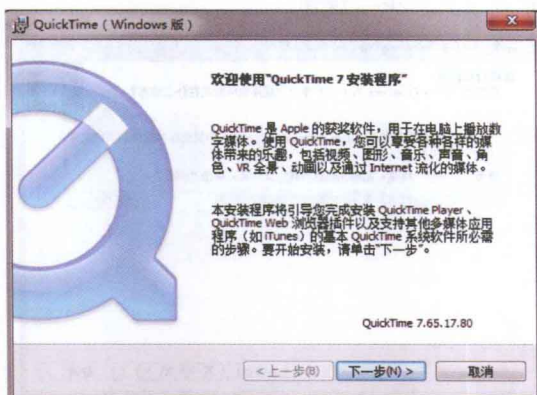 QuickTime（Windows 版）
欢迎使用“QuickTime 7 安装程序”
QuickTime 是 Apple 的获奖软件，用于在电脑上播放数
字媒体。使用 QuickTime，您可以享受各种各样的媒
体带来的乐趣，包括视频、图形、音乐、声音、角
色、VR 全景、动画以及通过 Internet 流化的媒体。
本安装程序将引导您完成安装 QuickTime Player、
QuickTime Web 浏览器插件以及支持其他多媒体应用
程序（如 iTunes）的基本 QuickTime 系统软件所必需
的步骤。要开始安装，请单击“下一步”。
QuickTime 7.65.17.80
<上一步(B) 下一步(N) > 取消